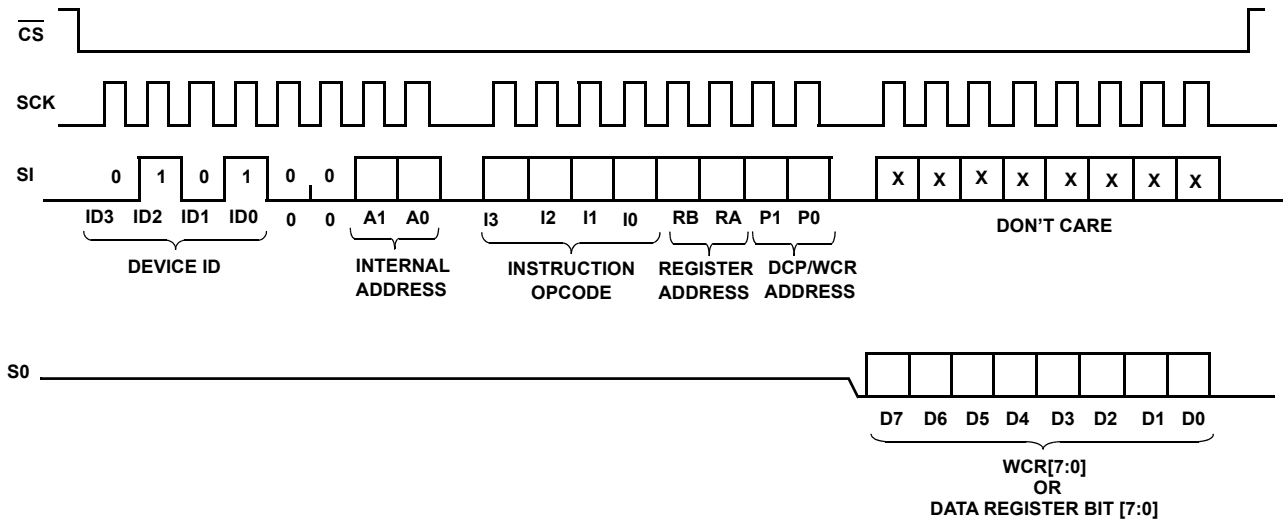 CS
SCK
SI
0 1 0 1 0 0 X X X X X X X X
ID3 ID2 ID1 ID0 0 0 A1 A0 I3 I2 I1 I0 RB RA P1 P0
DON'T CARE
DEVICE ID
INTERNAL
ADDRESS
INSTRUCTION
OPCODE
REGISTER
ADDRESS
DCP/WCR
ADDRESS
S0
D7 D6 D5 D4 D3 D2 D1 D0
WCR[7:0]
OR
DATA REGISTER BIT [7:0]